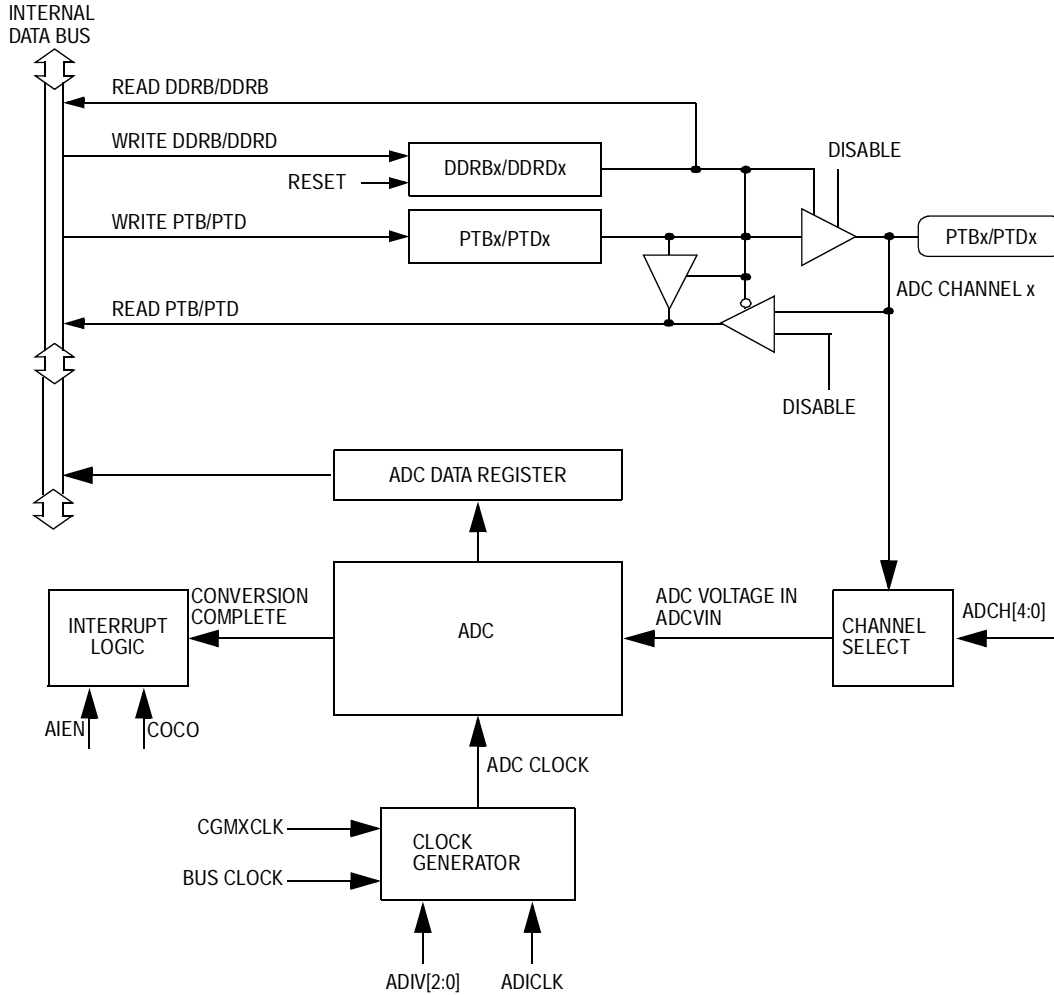 INTERNAL
DATA BUS
READ DDRB/DDRB
WRITE DDRB/DDRD
RESET
DDRBx/DDRDx
DISABLE
WRITE PTB/PTD
PTBx/PTDx
PTBx/PTDx
ADC CHANNEL x
READ PTB/PTD
DISABLE
ADC DATA REGISTER
CONVERSION
COMPLETE
INTERRUPT
LOGIC
ADC
ADC VOLTAGE IN
ADCVIN
CHANNEL
SELECT
ADCH[4:0]
AIEN
COCO
ADC CLOCK
CGMXCLK
CLOCK
GENERATOR
BUS CLOCK
ADIV[2:0]
ADICLK